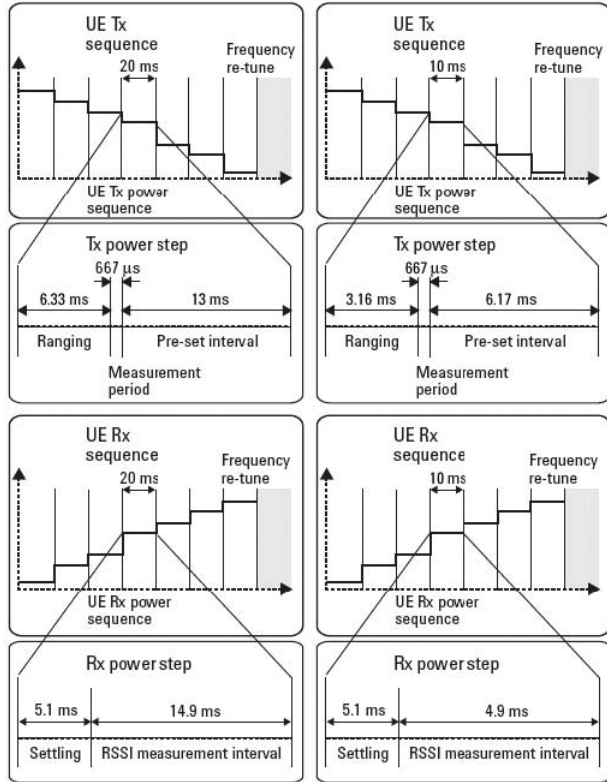 UE Tx
sequence
20 ms
Frequency
re-tune
UE Tx power
sequence
Tx power step
667 μs
6.33 ms
13 ms
Ranging
Pre-set interval
Measurement
period
UE Tx
sequence
10 ms
Frequency
re-tune
UE Tx power
sequence
Tx power step
667 μs
3.16 ms
6.17 ms
Ranging
Pre-set interval
Measurement
period
UE Rx
sequence
20 ms
Frequency
re-tune
UE Rx power
sequence
Rx power step
5.1 ms
14.9 ms
Settling
RSSI measurement interval
UE Rx
sequence
10 ms
Frequency
re-tune
UE Rx power
sequence
Rx power step
5.1 ms
4.9 ms
Settling
RSSI measurement interval